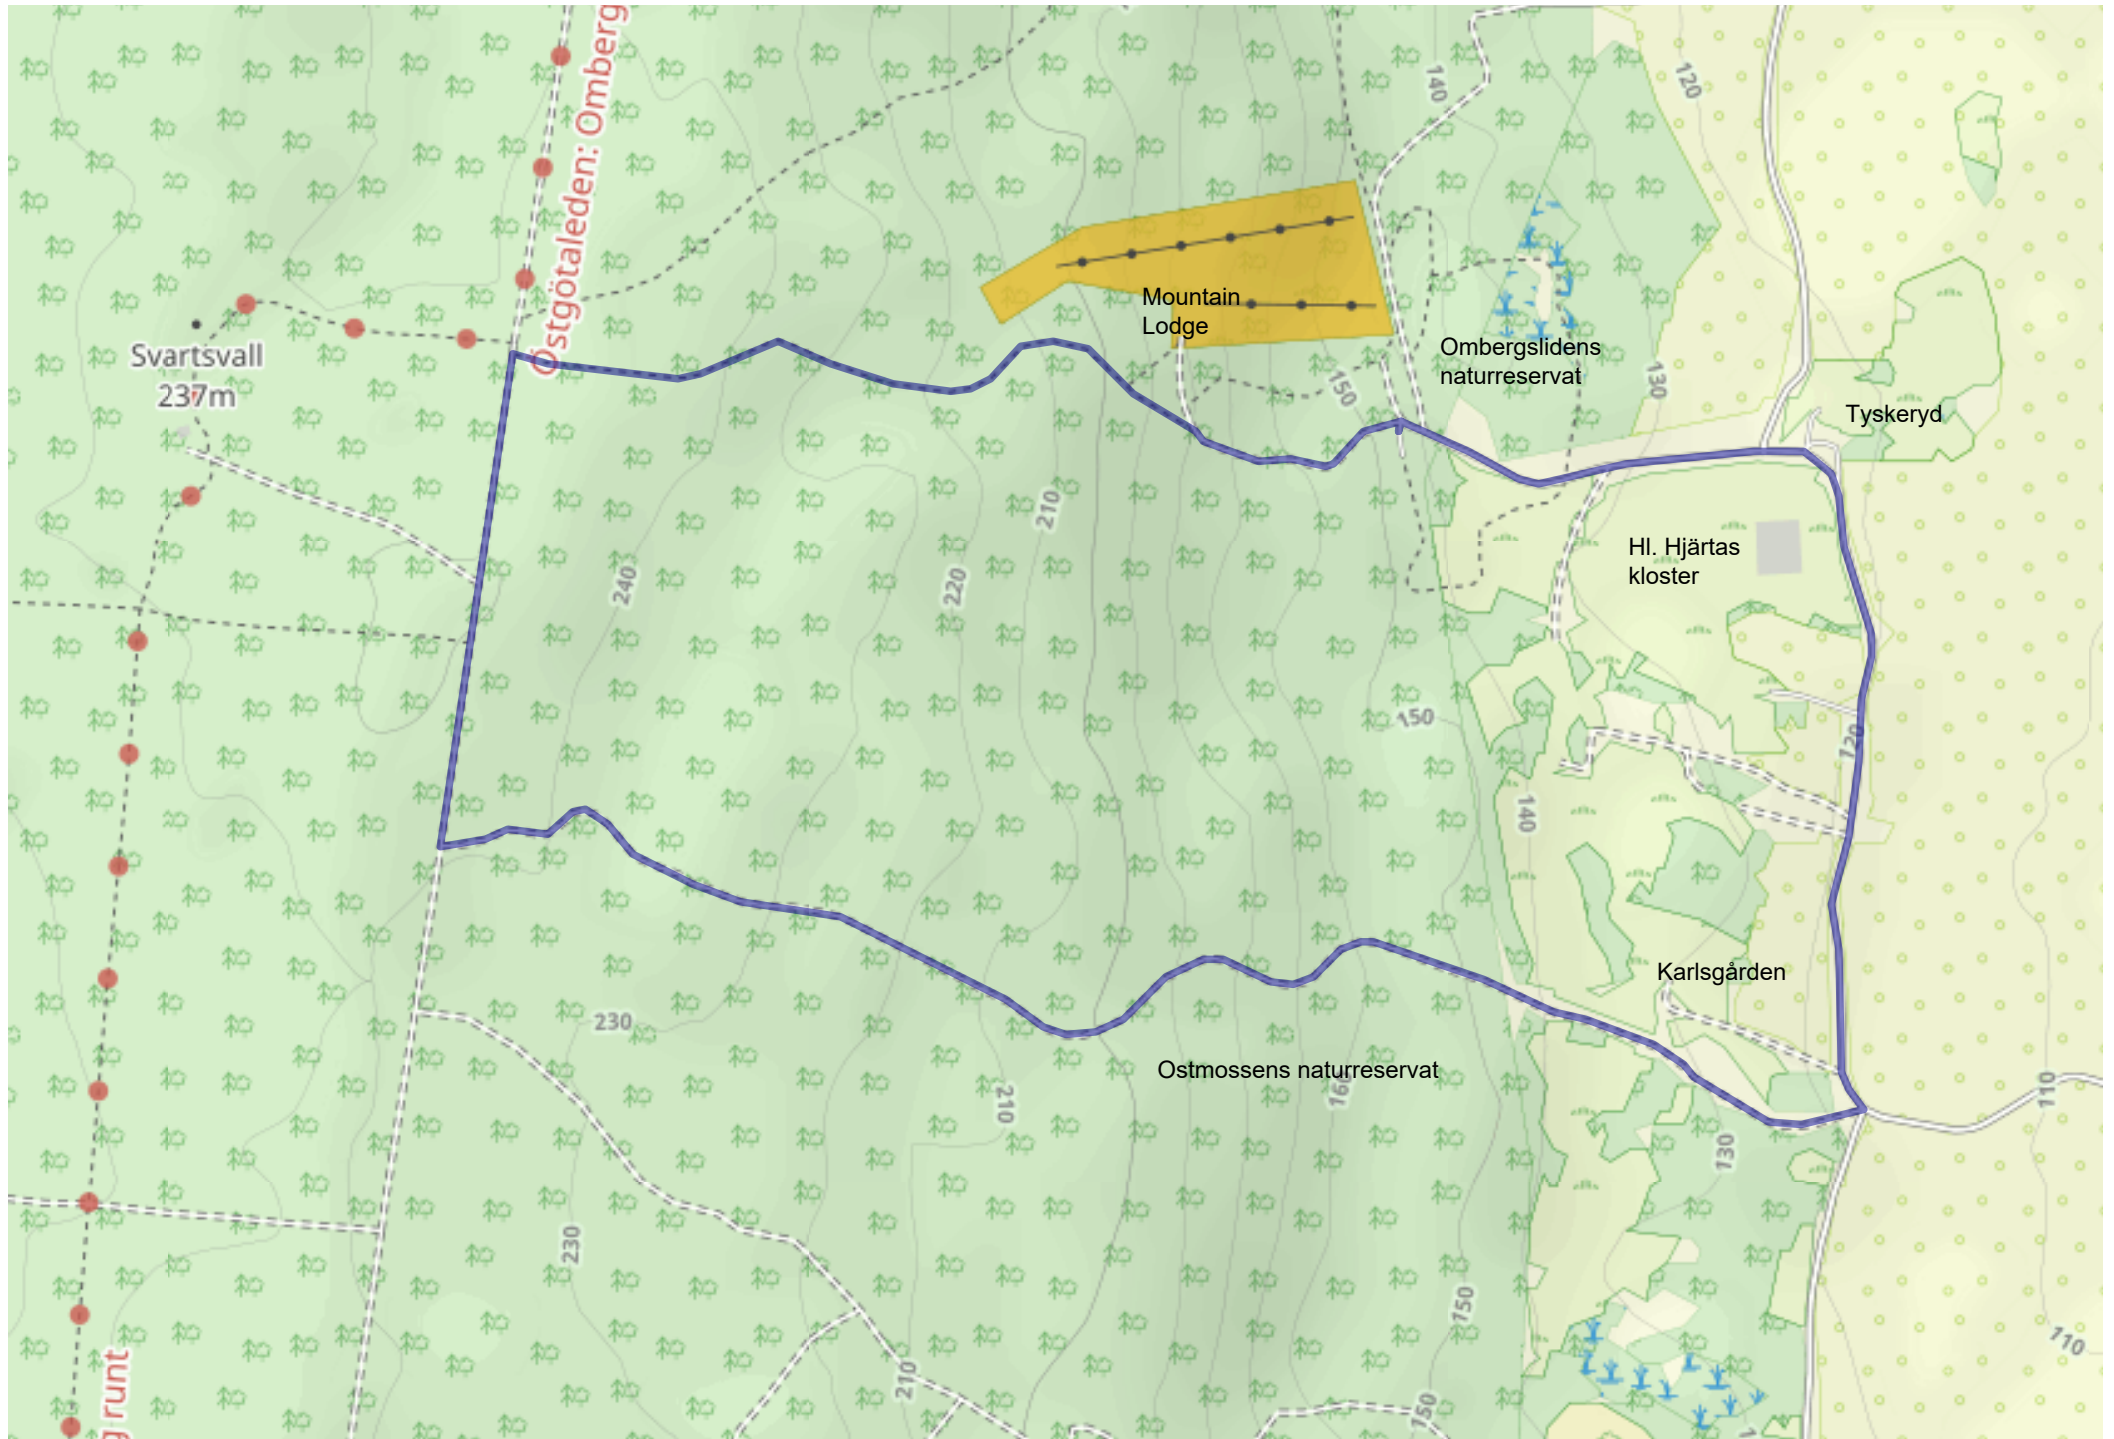 Östgötaleden: Omberg
140
120
Svartsvall
237m
Mountain
Lodge
Ombergslidens
naturreservat
150
130
Tyskeryd
210
240
220
Hl. Hjärtas
kloster
150
120
140
Karlsgården
230
Ostmossens naturreservat
210
160
110
130
230
150
110
g runt
210
150